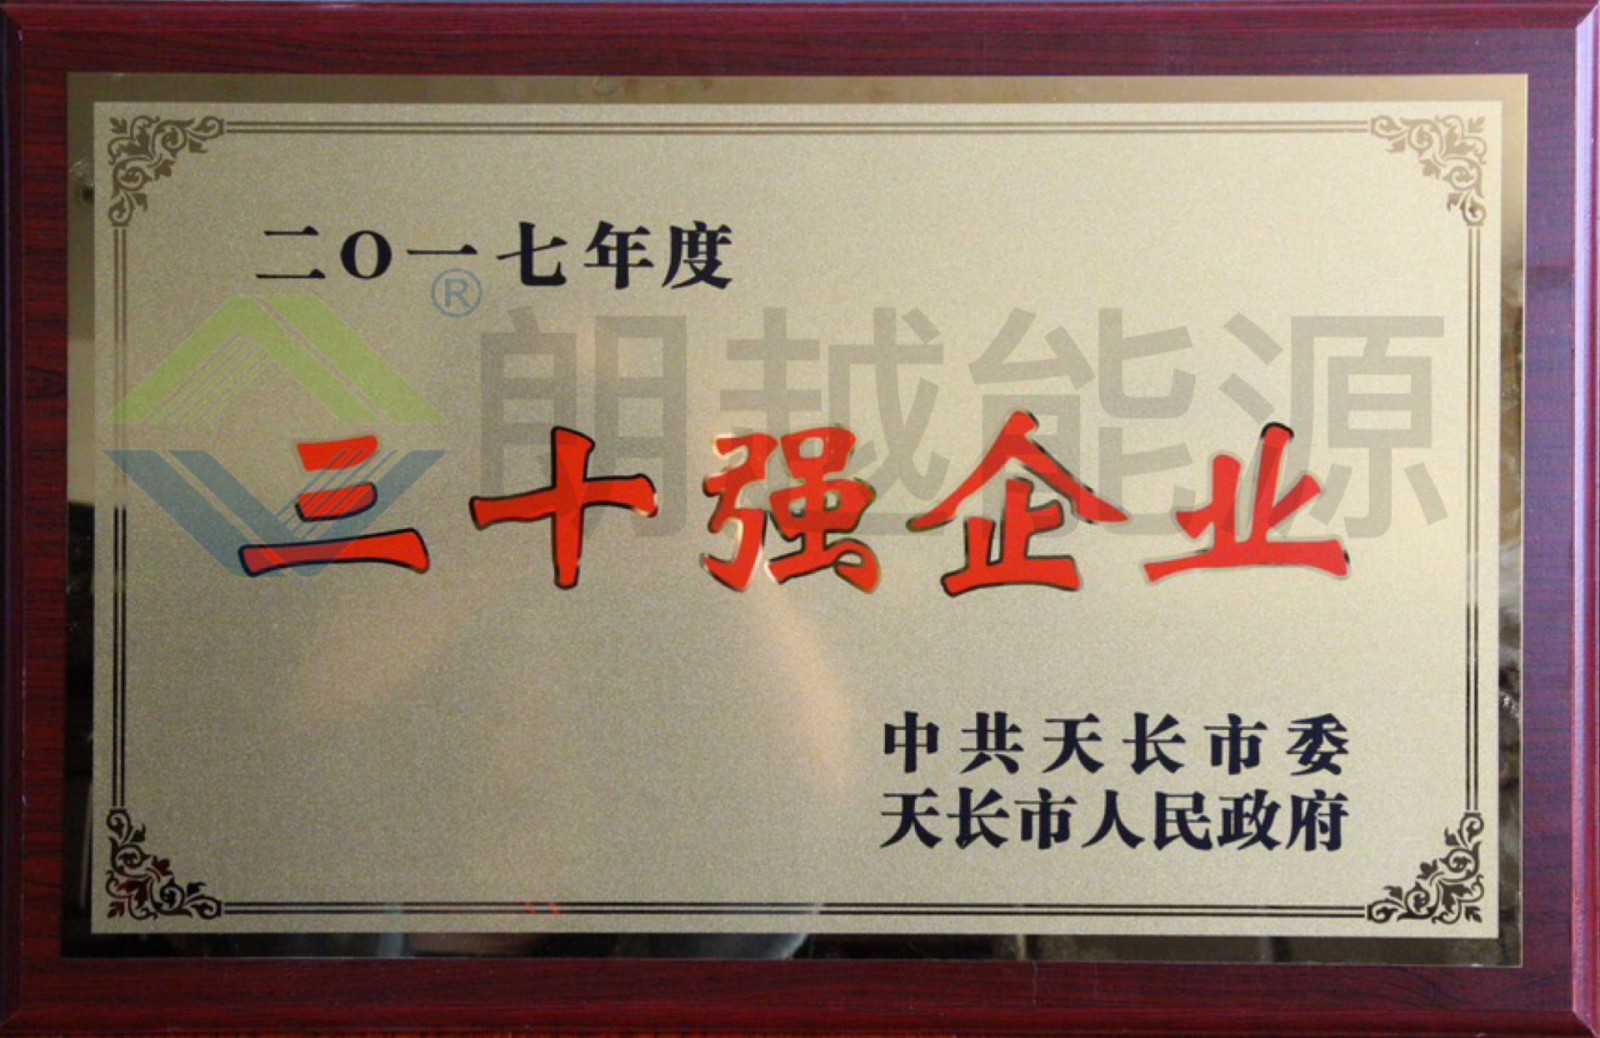 二O一七年度
®
朗越能源
三十强企业
中共天长市委
天长市人民政府